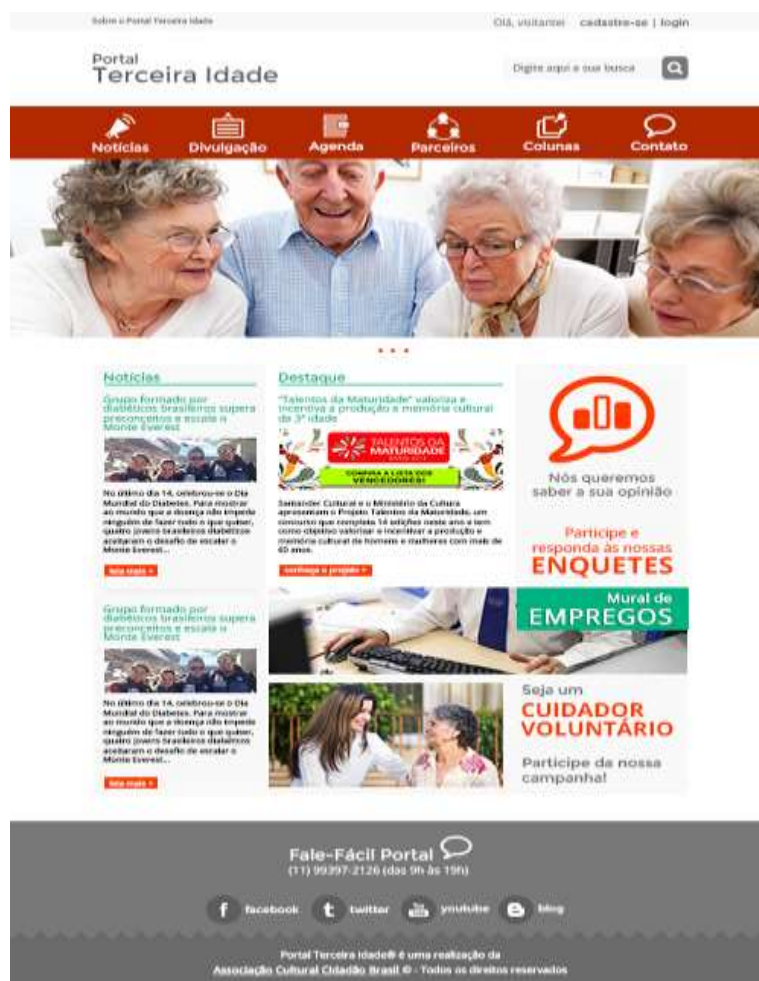 Sobre o Portal Terceira Idade
Olá, visitante! cadastre-se | login
Portal
Terceira Idade
Digite aqui a sua busca
Notícias
Divulgação
Agenda
Parceiros
Colunas
Contato
Notícias
Grupo formado por
diabéticos brasileiros supera
preconceitos e escala o
Monte Everest
No último dia 14, celebrou-se o Dia
Mundial do Diabetes. Para mostrar
ao mundo que a doença não impede
ninguém de fazer tudo o que quiser,
quatro jovens brasileiros diabéticos
aceitaram o desafio de escalar o
Monte Everest...
leia mais +
Grupo formado por
diabéticos brasileiros supera
preconceitos e escala o
Monte Everest
No último dia 14, celebrou-se o Dia
Mundial do Diabetes. Para mostrar
ao mundo que a doença não impede
ninguém de fazer tudo o que quiser,
quatro jovens brasileiros diabéticos
aceitaram o desafio de escalar o
Monte Everest...
leia mais +
Destaque
"Talentos da Maturidade" valoriza e
incentiva a produção e memória cultural
da 3ª idade
TALENTOS DA
MATURIDADE
CONFIRA A LISTA DOS
VENCEDORES!
Santander Cultural e o Ministério da Cultura
apresentam o Projeto Talentos da Maturidade, um
concurso que completa 14 edições neste ano e tem
como objetivo valorizar e incentivar a produção e
memória cultural de homens e mulheres com mais de
60 anos.
conheça o projeto +
Nós queremos
saber a sua opinião
Participe e
responda às nossas
ENQUETES
Mural de
EMPREGOS
Seja um
CUIDADOR
VOLUNTÁRIO
Participe da nossa
campanha!
Fale-Fácil Portal
(11) 99397-2126 (das 9h às 19h)
facebook
twitter
youtube
blog
Portal Terceira Idade® é uma realização da
Associação Cultural Cidadão Brasil © - Todos os direitos reservados